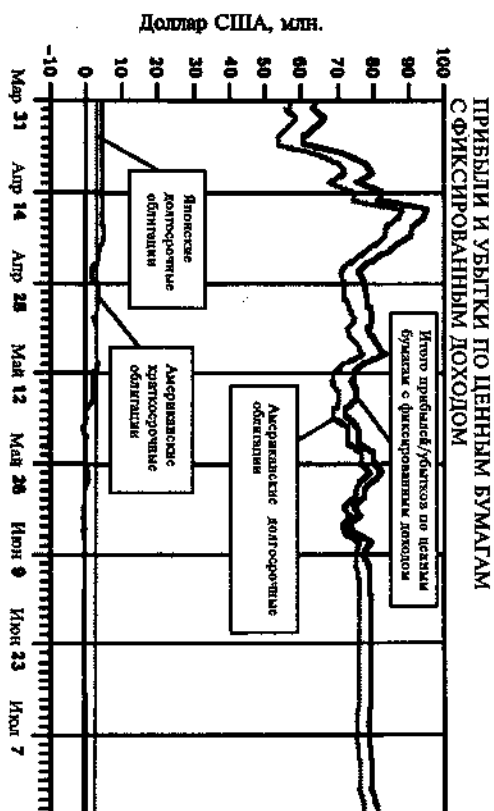 ПРИБЫЛИ И УБЫТКИ ПО ЦЕННЫМ БУМАГАМ
С ФИКСИРОВАННЫМ ДОХОДОМ
Доллар США, млн.
100
90
80
70
60
50
40
30
20
10
0
-10
Итого прибылей/убытков по ценным
бумагам с фиксированным доходом
Американские долгосрочные
облигации
Японские
долгосрочные
облигации
Американские
краткосрочные
облигации
Мар 31
Апр 14
Апр 28
Май 12
Май 26
Июн 9
Июн 23
Июл 7